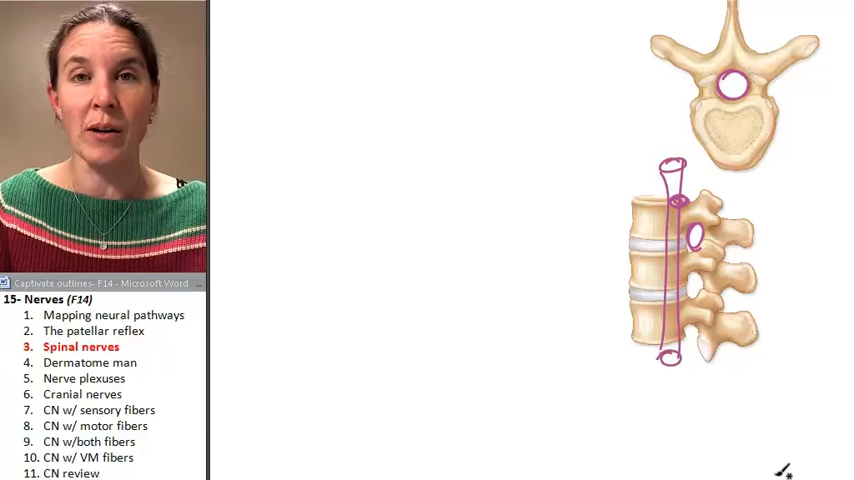 Captivate outlines- F14 - Microsoft Word
15- Nerves (F14)
1. Mapping neural pathways
2. The patellar reflex
3. Spinal nerves
4. Dermatome man
5. Nerve plexuses
6. Cranial nerves
7. CN w/ sensory fibers
8. CN w/ motor fibers
9. CN w/both fibers
10. CN w/ VM fibers
11. CN review